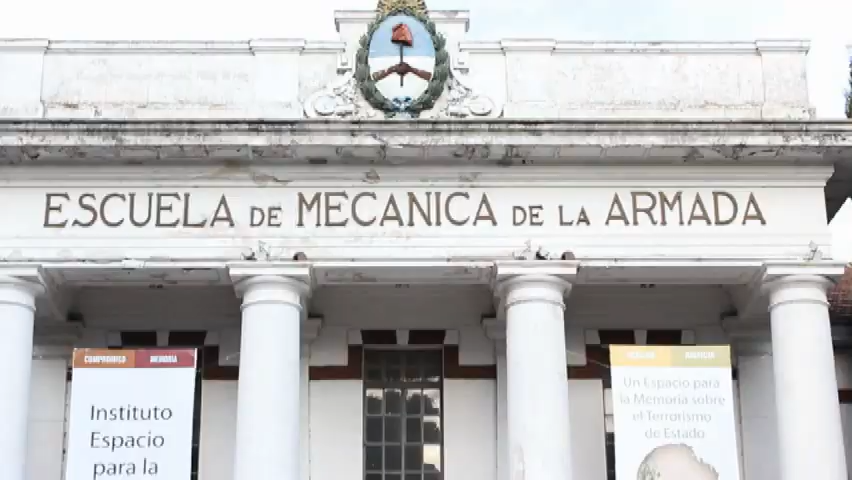 ESCUELA DE MECANICA DE LA ARMADA
COMPROMISO MEMORIA
Instituto
Espacio
para la
JUSTICIA
Un Espacio para
la Memoria sobre
el Terrorismo
de Estado